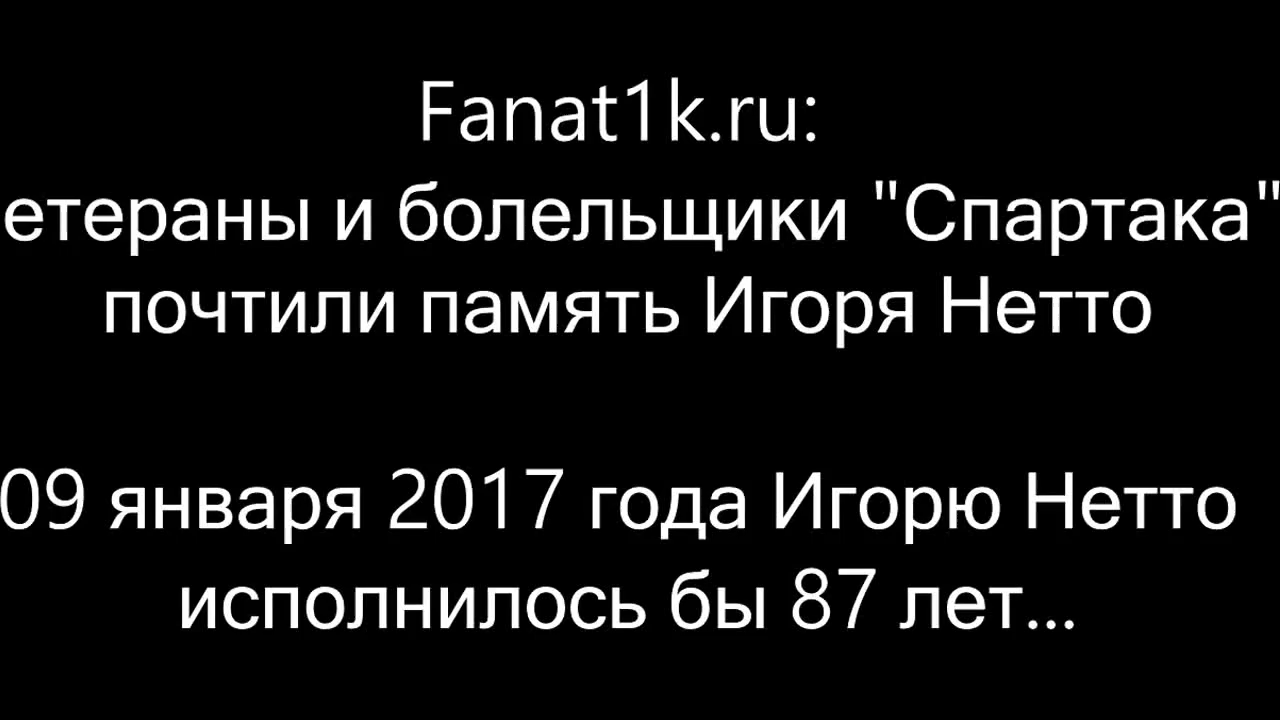 Fanat1k.ru:
етераны и болельщики "Спартака"
почтили память Игоря Нетто
09 января 2017 года Игорю Нетто
исполнилось бы 87 лет...